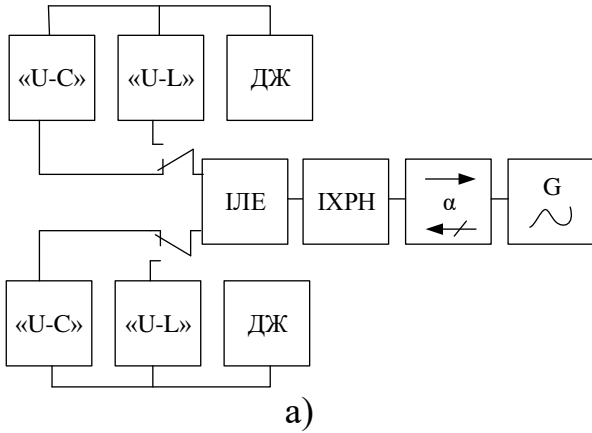 «U-C» «U-L» ДЖ
ІЛЕ ІХРН α G
«U-C» «U-L» ДЖ
а)